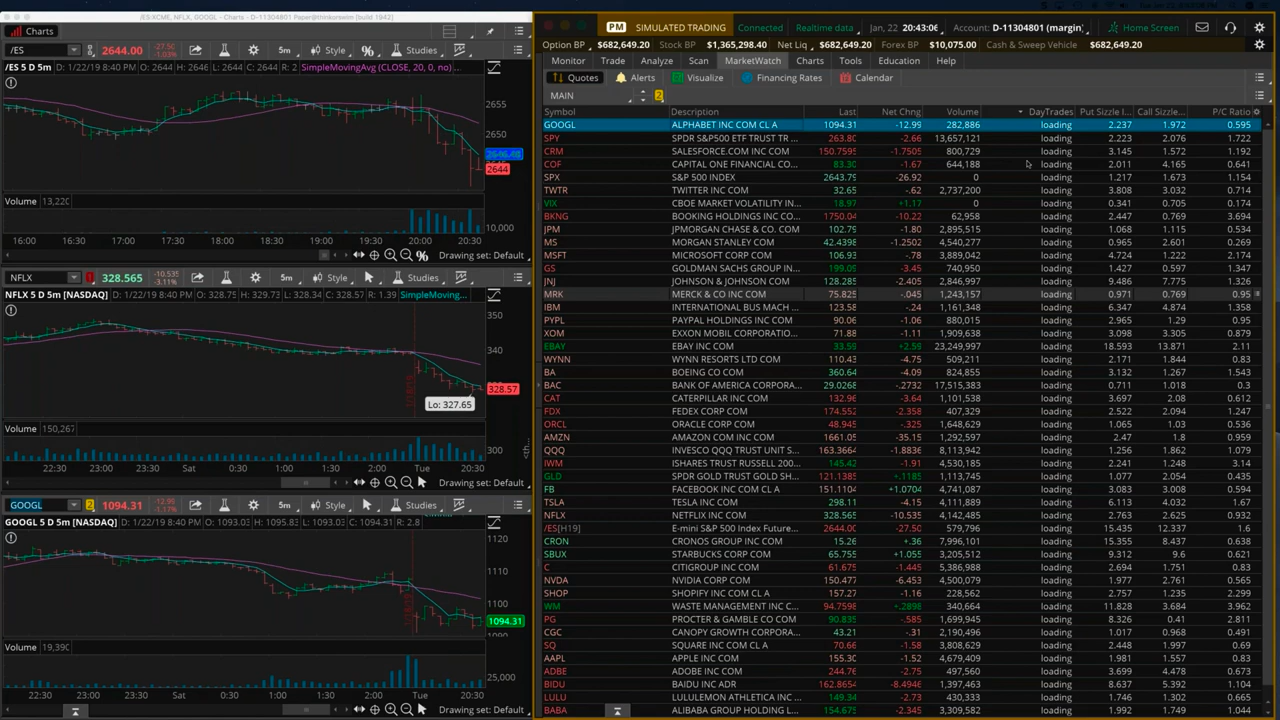 /ES:XCME, NFLX, GOOGL - Charts - D-11304801 Paper@thinkorswim [build 1942]
Charts
/ES 2644.00 -27.50 -1.03% 5m Style Studies
/ES 5 D 5m D: 1/22/19 8:40 PM O: 2644 H: 2646 L: 2644 C: 2644 R: 2 SimpleMovingAvg (CLOSE, 20, 0, no)...
2655
2650
2644
Volume 13,220
10,000
16:00 16:30 17:00 17:30 18:00 18:30 19:00 19:30 20:00 20:30
Drawing set: Default
NFLX 1 328.565 -10.535 -3.11% 5m Style Studies
NFLX 5 D 5m [NASDAQ] D: 1/22/19 8:40 PM O: 328.75 H: 329.73 L: 328.34 C: 328.57 R: 1.39 SimpleMoving...
350
340
328.57
Lo: 327.65
Volume 150,267
300
22:30 23:00 Sat 0:30 1:00 1:30 2:00 Tue 20:30
Drawing set: Default
GOOGL 2 1094.31 5m Style Studies
GOOGL 5 D 5m [NASDAQ] D: 1/22/19 8:40 PM O: 1093.03 H: 1095.83 L: 1093.03 C: 1094.31 R: 2.8
1120
1110
1100
1094.31
1090
Volume 19,390
25,000
22:30 23:00 Sat 0:30 1:00 1:30 2:00 Tue 20:30
Drawing set: Default
PM SIMULATED TRADING Connected Realtime data Jan, 22 20:43:06 Account: D-11304801 (margin) Home Screen
Option BP $682,649.20 Stock BP $1,365,298.40 Net Liq $682,649.20 Forex BP $10,075.00 Cash & Sweep Vehicle $682,649.20
Monitor Trade Analyze Scan MarketWatch Charts Tools Education Help
Quotes Alerts Visualize Financing Rates Calendar
MAIN 2
Symbol Description Last Net Chng Volume DayTrades Put Sizzle I... Call Sizzle... P/C Ratio
GOOGL ALPHABET INC COM CL A 1094.31 -12.99 282,886 loading 2.237 1.972 0.595
SPY SPDR S&P500 ETF TRUST TR ... 263.80 -2.66 13,657,121 loading 2.223 2.076 1.722
CRM SALESFORCE.COM INC COM 150.7595 -1.7505 800,729 loading 3.145 1.572 1.192
COF CAPITAL ONE FINANCIAL CO... 83.30 -1.67 644,188 loading 2.011 4.165 0.641
SPX S&P 500 INDEX 2643.79 -26.92 0 loading 1.217 1.673 1.154
TWTR TWITTER INC COM 32.65 -.62 2,737,200 loading 3.808 3.032 0.714
VIX CBOE MARKET VOLATILITY IN... 18.97 +1.17 0 loading 0.341 0.705 0.174
BKNG BOOKING HOLDINGS INC CO... 1750.04 -10.22 62,958 loading 2.447 0.769 3.694
JPM JPMORGAN CHASE & CO. COM 102.79 -1.80 2,895,515 loading 1.068 1.115 0.534
MS MORGAN STANLEY COM 42.4398 -1.2502 4,540,277 loading 0.965 2.601 0.269
MSFT MICROSOFT CORP COM 106.93 -.78 3,889,042 loading 4.724 1.222 2.174
GS GOLDMAN SACHS GROUP IN... 199.09 -3.45 740,950 loading 1.427 0.597 1.347
JNJ JOHNSON & JOHNSON COM 128.105 -2.405 2,846,997 loading 9.486 7.775 1.326
MRK MERCK & CO INC COM 75.825 -.045 1,243,157 loading 0.971 0.769 0.95
IBM INTERNATIONAL BUS MACH ... 123.58 -.24 1,161,348 loading 6.347 4.874 1.358
PYPL PAYPAL HOLDINGS INC COM 90.06 -1.06 880,015 loading 2.965 1.29 0.95
XOM EXXON MOBIL CORPORATIO... 71.88 -1.11 1,909,638 loading 3.098 3.305 0.879
EBAY EBAY INC COM 33.59 +2.59 23,249,997 loading 18.593 13.871 2.11
WYNN WYNN RESORTS LTD COM 110.43 -4.75 509,211 loading 2.171 1.844 0.83
BA BOEING CO COM 360.64 -4.09 824,855 loading 3.132 1.267 1.543
BAC BANK OF AMERICA CORPORA... 29.0268 -.2732 17,515,383 loading 0.711 1.018 0.3
CAT CATERPILLAR INC COM 132.96 -3.64 1,101,538 loading 3.697 2.08 0.612
FDX FEDEX CORP COM 174.552 -2.358 407,329 loading 2.522 2.094 1.247
ORCL ORACLE CORP COM 48.945 -.325 1,648,629 loading 1.065 1.03 0.536
AMZN AMAZON COM INC COM 1661.05 -35.15 1,292,597 loading 2.47 1.8 0.959
QQQ INVESCO QQQ TRUST UNIT S... 163.3664 -1.8836 8,113,942 loading 1.256 1.862 1.079
IWM ISHARES TRUST RUSSELL 200... 145.42 -1.91 4,530,185 loading 2.241 1.248 3.14
GLD SPDR GOLD TRUST GOLD SH... 121.1385 +.1185 1,113,745 loading 2.501 2.354 0.505
FB FACEBOOK INC COM CL A 151.1104 +1.0704 4,741,087 loading 3.083 3.008 0.594
TSLA TESLA INC COM 298.11 -4.15 4,111,889 loading 6.113 4.032 1.67
NFLX NETFLIX INC COM 328.565 -10.535 4,142,485 loading 2.763 2.625 0.932
/ES[H19] E-mini S&P 500 Index Future... 2644.00 -27.50 579,796 loading 15.435 12.337 1.6
CRON CRONOS GROUP INC COM 15.26 +.36 7,996,101 loading 15.355 8.437 0.638
SBUX STARBUCKS CORP COM 65.755 +1.055 3,205,512 loading 9.312 9.6 0.621
C CITIGROUP INC COM 61.675 -1.445 5,386,988 loading 2.694 1.751 0.83
NVDA NVIDIA CORP COM 150.477 -6.453 4,500,079 loading 1.977 2.761 0.565
SHOP SHOPIFY INC COM CL A 157.27 -1.16 228,562 loading 2.757 1.235 2.299
WM WASTE MANAGEMENT INC C... 94.7598 +.2898 340,664 loading 11.828 3.684 3.962
PG PROCTER & GAMBLE CO COM 90.835 -.585 1,699,945 loading 8.326 0.41 2.811
CGC CANOPY GROWTH CORPORA... 43.21 -.31 2,190,496 loading 1.017 0.968 0.491
SQ SQUARE INC COM CL A 70.66 -1.58 3,808,629 loading 2.448 1.997 0.69
AAPL APPLE INC COM 155.30 -1.52 4,679,409 loading 1.981 1.557 0.83
ADBE ADOBE INC COM 244.76 -2.75 497,560 loading 3.699 4.478 0.673
BIDU BAIDU INC ADR 162.8654 -8.4946 1,397,463 loading 8.637 5.392 1.104
LULU LULULEMON ATHLETICA INC ... 149.34 -2.73 430,333 loading 1.746 1.302 0.665
BABA ALIBABA GROUP HOLDING L... 154.675 -2.345 3,309,582 loading 1.992 1.749 1.044